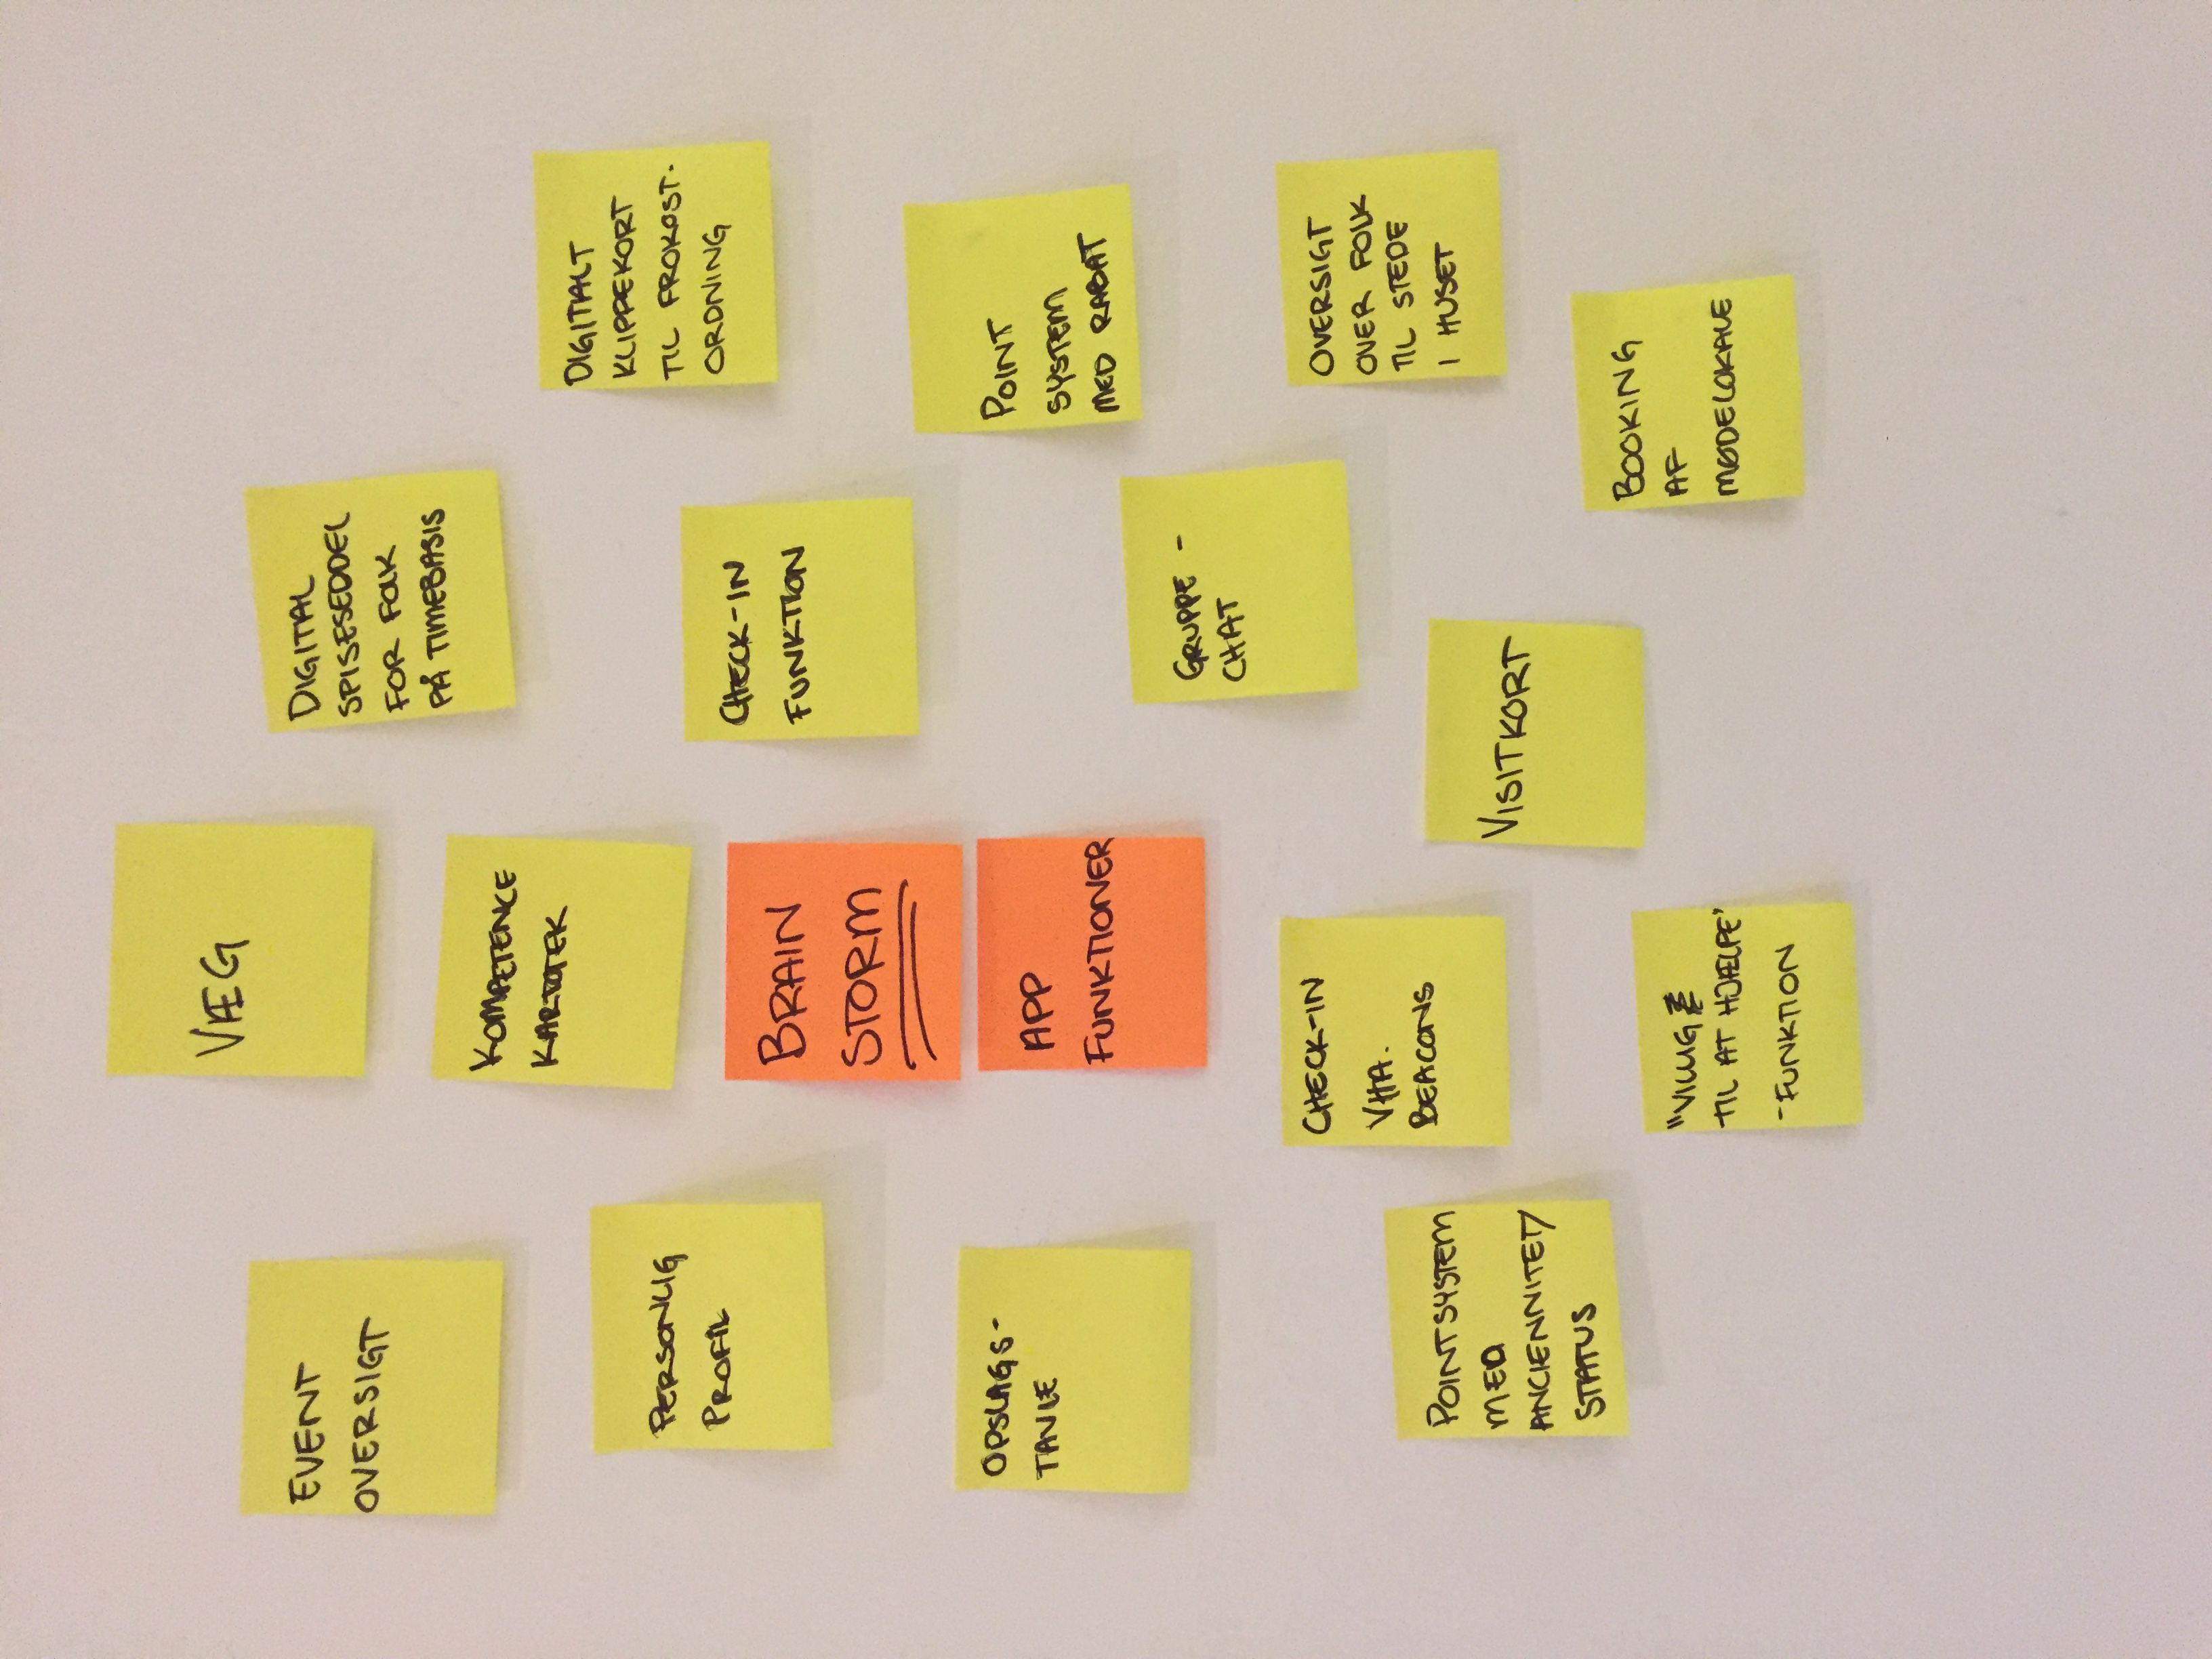 VÆG
EVENT
OVERSIGT
DIGITAL
SPISESEDDEL
FOR FOLK
PÅ TIMEBASIS
KOMPETENCE
KARTOTEK
DIGITALT
KLIPPEKORT
TIL FROKOST-
ORDNING
PERSONLIG
PROFIL
CHECK-IN
FUNKTION
BRAIN
STORM
OPSLAGS-
TAVLE
APP
FUNKTIONER
POINT
SYSTEM
MED RABAT
GRUPPE-
CHAT
CHECK-IN
VHA.
BEACONS
OVERSIGT
OVER FOLK
TIL STEDE
I HUSET
POINTSYSTEM
MED
ANCIENNITET/
STATUS
VISITKORT
BOOKING
AF
MØDELOKALE
"VILLIG
TIL AT HJÆLPE"
-FUNKTION